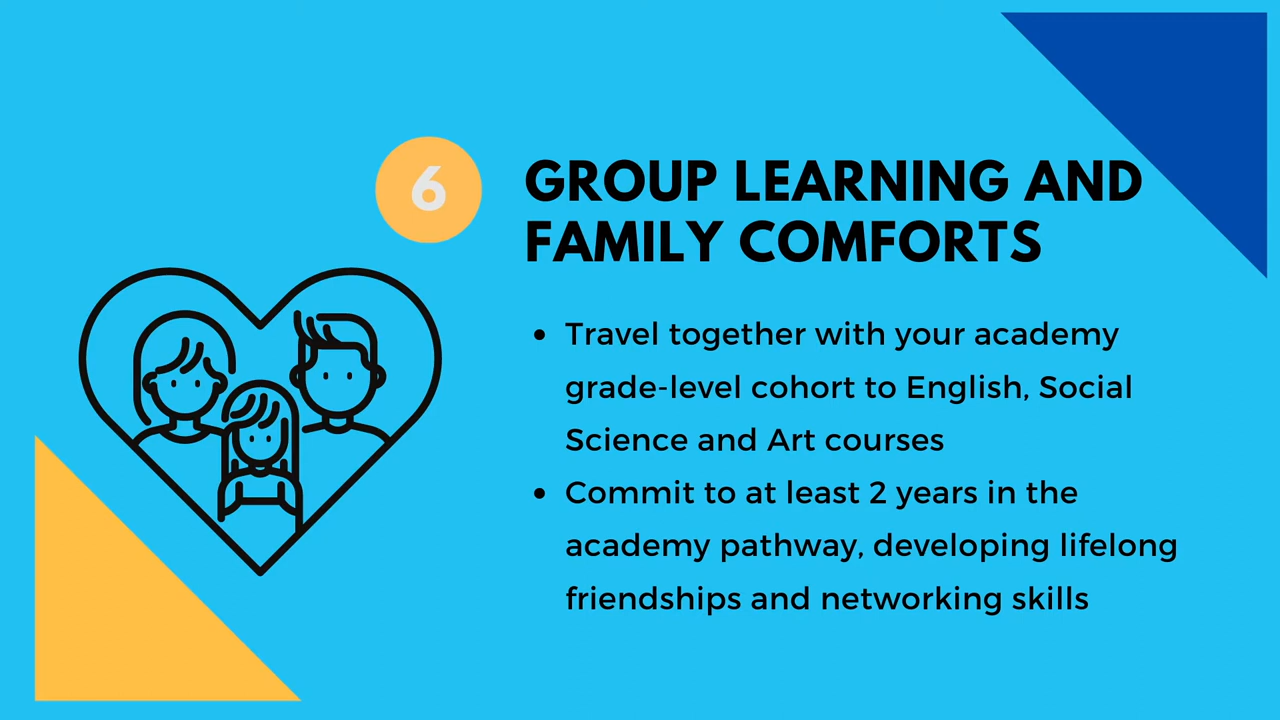 6
GROUP LEARNING AND
FAMILY COMFORTS
• Travel together with your academy
grade-level cohort to English, Social
Science and Art courses
• Commit to at least 2 years in the
academy pathway, developing lifelong
friendships and networking skills